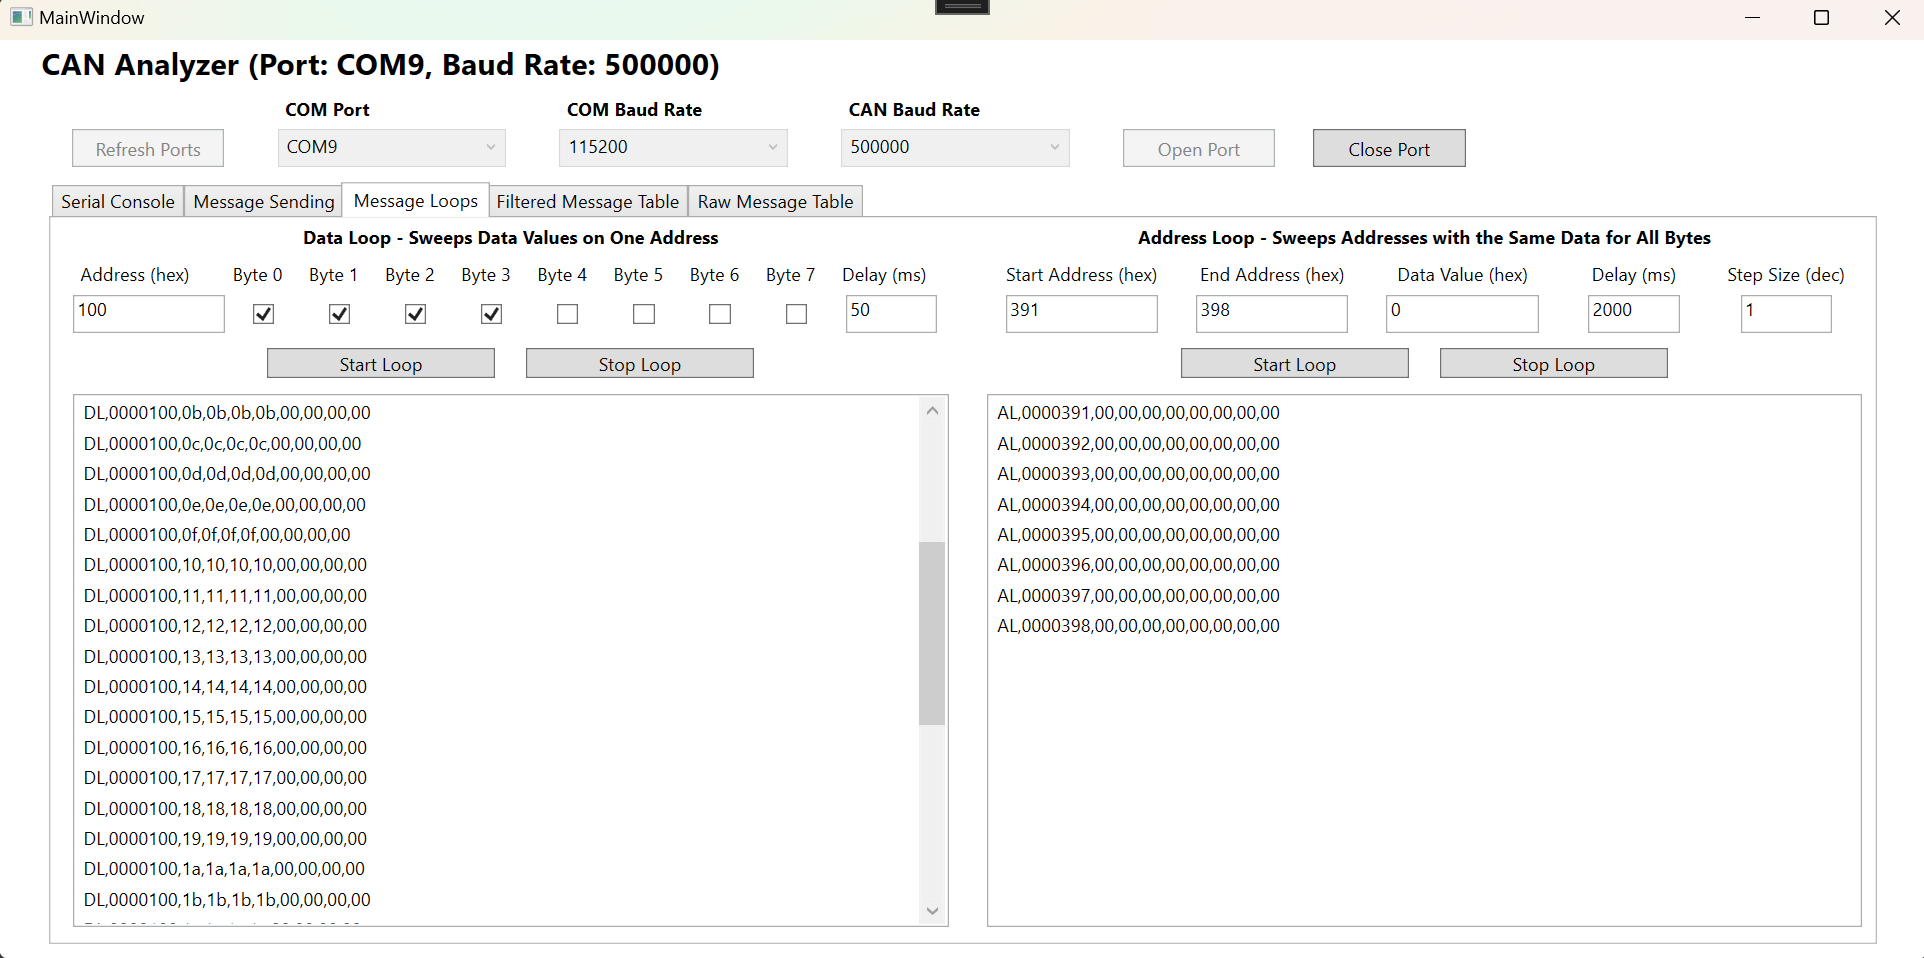 MainWindow
CAN Analyzer (Port: COM9, Baud Rate: 500000)
COM Port COM Baud Rate CAN Baud Rate
Refresh Ports COM9 115200 500000 Open Port Close Port
Serial Console Message Sending Message Loops Filtered Message Table Raw Message Table
Data Loop - Sweeps Data Values on One Address
Address (hex) Byte 0 Byte 1 Byte 2 Byte 3 Byte 4 Byte 5 Byte 6 Byte 7 Delay (ms)
100 50
Start Loop Stop Loop
DL,0000100,0b,0b,0b,0b,00,00,00,00
DL,0000100,0c,0c,0c,0c,00,00,00,00
DL,0000100,0d,0d,0d,0d,00,00,00,00
DL,0000100,0e,0e,0e,0e,00,00,00,00
DL,0000100,0f,0f,0f,0f,00,00,00,00
DL,0000100,10,10,10,10,00,00,00,00
DL,0000100,11,11,11,11,00,00,00,00
DL,0000100,12,12,12,12,00,00,00,00
DL,0000100,13,13,13,13,00,00,00,00
DL,0000100,14,14,14,14,00,00,00,00
DL,0000100,15,15,15,15,00,00,00,00
DL,0000100,16,16,16,16,00,00,00,00
DL,0000100,17,17,17,17,00,00,00,00
DL,0000100,18,18,18,18,00,00,00,00
DL,0000100,19,19,19,19,00,00,00,00
DL,0000100,1a,1a,1a,1a,00,00,00,00
DL,0000100,1b,1b,1b,1b,00,00,00,00
Address Loop - Sweeps Addresses with the Same Data for All Bytes
Start Address (hex) End Address (hex) Data Value (hex) Delay (ms) Step Size (dec)
391 398 0 2000 1
Start Loop Stop Loop
AL,0000391,00,00,00,00,00,00,00,00
AL,0000392,00,00,00,00,00,00,00,00
AL,0000393,00,00,00,00,00,00,00,00
AL,0000394,00,00,00,00,00,00,00,00
AL,0000395,00,00,00,00,00,00,00,00
AL,0000396,00,00,00,00,00,00,00,00
AL,0000397,00,00,00,00,00,00,00,00
AL,0000398,00,00,00,00,00,00,00,00